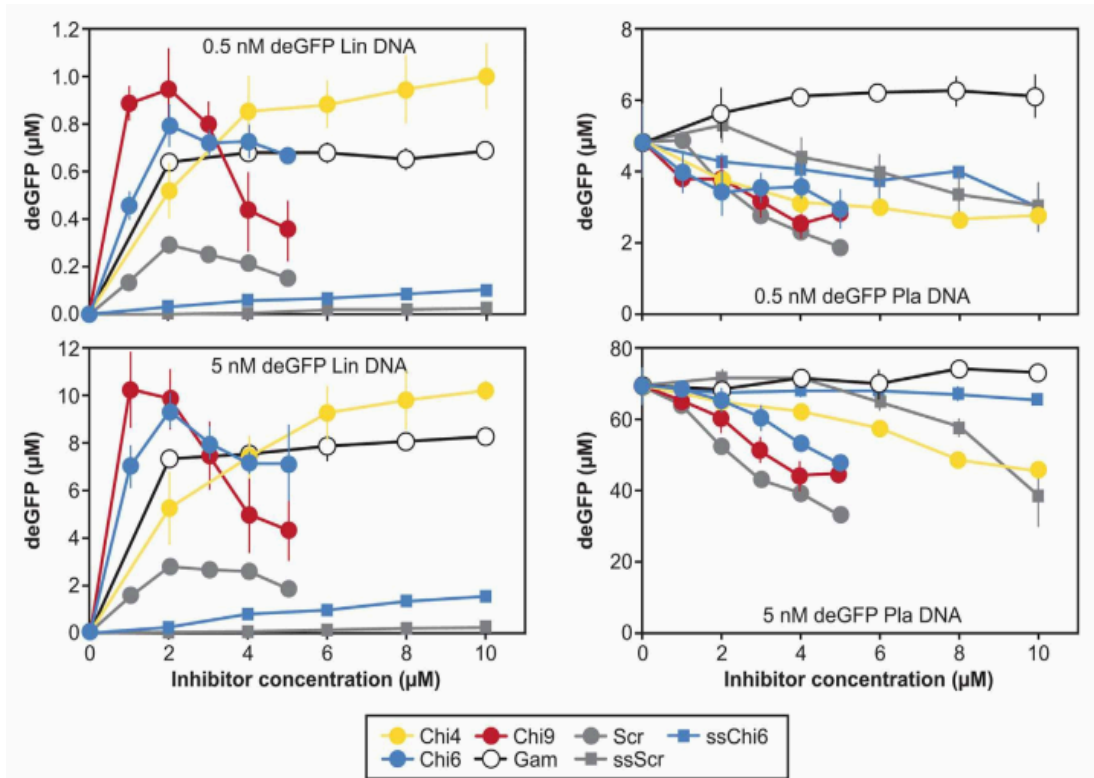 1.2
1.0
0.8
0.6
0.4
0.2
0.0
deGFP (µM)
0.5 nM deGFP Lin DNA
8
6
4
2
0
deGFP (µM)
0.5 nM deGFP Pla DNA
12
10
8
6
4
2
0
deGFP (µM)
5 nM deGFP Lin DNA
0 2 4 6 8 10
Inhibitor concentration (µM)
80
60
40
20
0
deGFP (µM)
5 nM deGFP Pla DNA
0 2 4 6 8 10
Inhibitor concentration (µM)
Chi4 Chi9 Scr ssChi6
Chi6 Gam ssScr